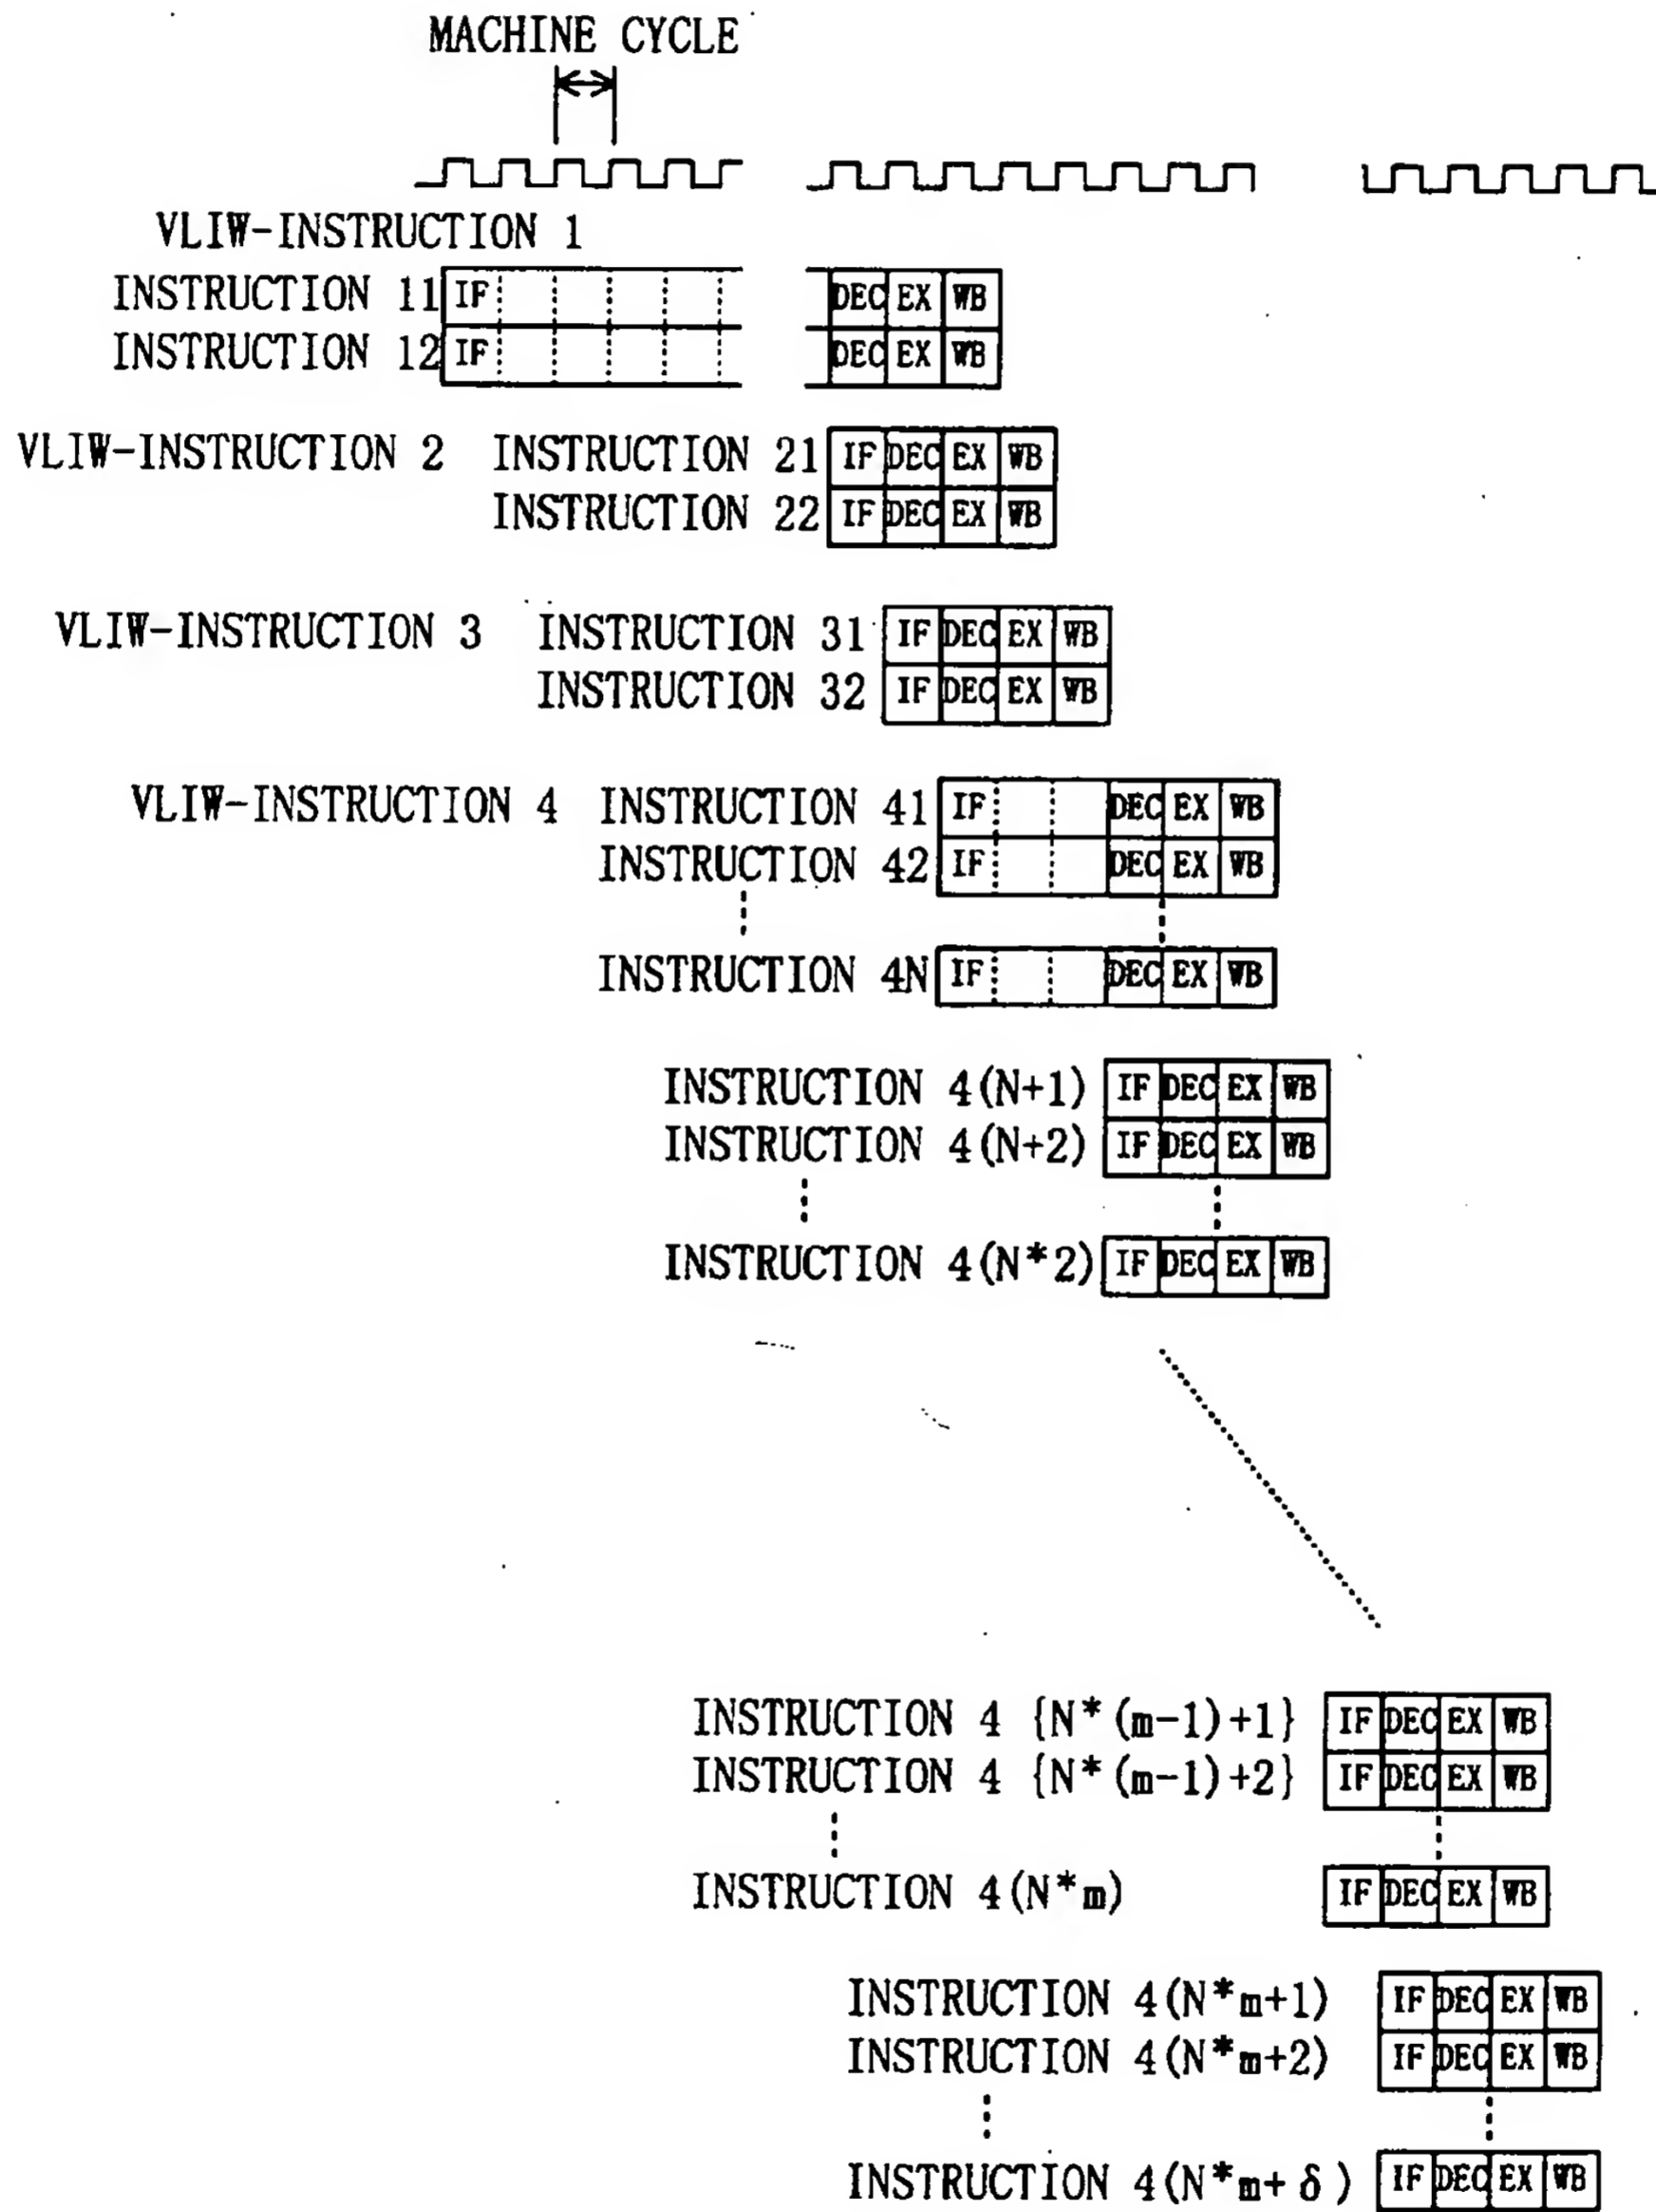 MACHINE CYCLE
VLIW-INSTRUCTION 1
INSTRUCTION 11 IF DEC EX WB
INSTRUCTION 12 IF DEC EX WB
VLIW-INSTRUCTION 2 INSTRUCTION 21 IF DEC EX WB
INSTRUCTION 22 IF DEC EX WB
VLIW-INSTRUCTION 3 INSTRUCTION 31 IF DEC EX WB
INSTRUCTION 32 IF DEC EX WB
VLIW-INSTRUCTION 4 INSTRUCTION 41 IF DEC EX WB
INSTRUCTION 42 IF DEC EX WB
INSTRUCTION 4N IF DEC EX WB
INSTRUCTION 4(N+1) IF DEC EX WB
INSTRUCTION 4(N+2) IF DEC EX WB
INSTRUCTION 4(N*2) IF DEC EX WB
INSTRUCTION 4 {N*(m-1)+1} IF DEC EX WB
INSTRUCTION 4 {N*(m-1)+2} IF DEC EX WB
INSTRUCTION 4(N*m) IF DEC EX WB
INSTRUCTION 4(N*m+1) IF DEC EX WB
INSTRUCTION 4(N*m+2) IF DEC EX WB
INSTRUCTION 4(N*m+δ) IF DEC EX WB